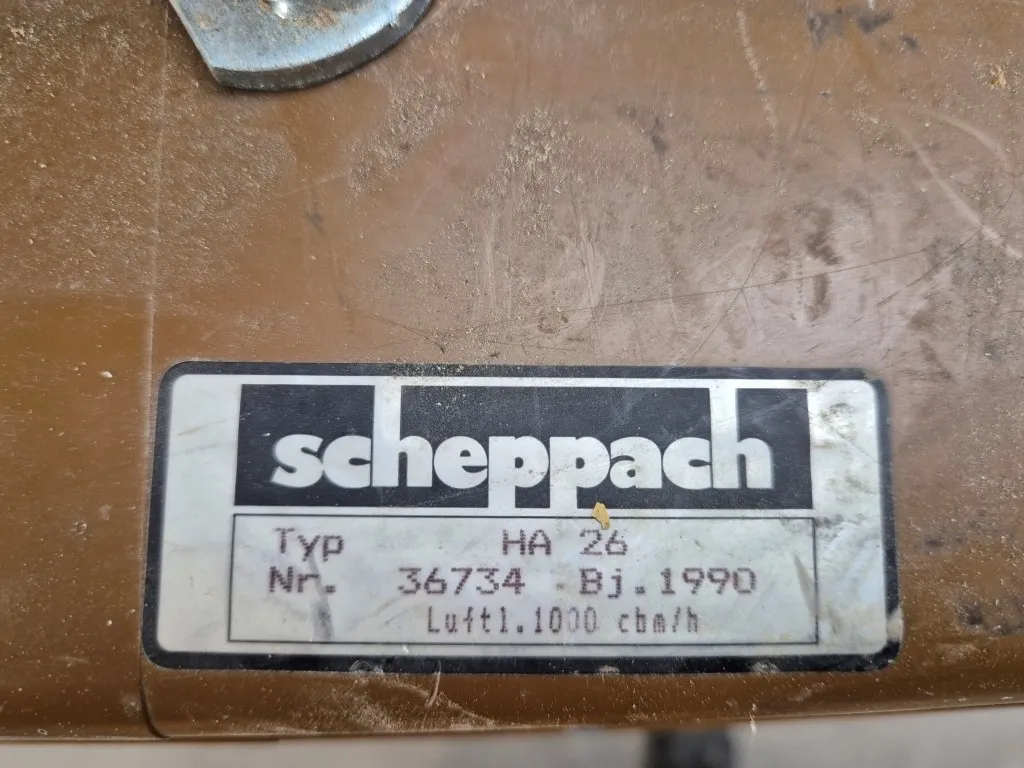 scheppach
Typ HA 26
Nr. 36734 Bj.1990
Luftl.1000 cbm/h